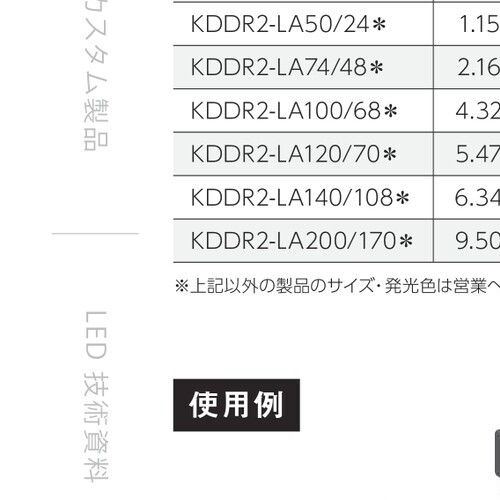 KDDR2-LA50/24＊ 1.15
KDDR2-LA74/48＊ 2.16
KDDR2-LA100/68＊ 4.32
KDDR2-LA120/70＊ 5.47
KDDR2-LA140/108＊ 6.34
KDDR2-LA200/170＊ 9.50
※上記以外の製品のサイズ・発光色は営業へ
使用例
カスタム製品
LED 技術資料